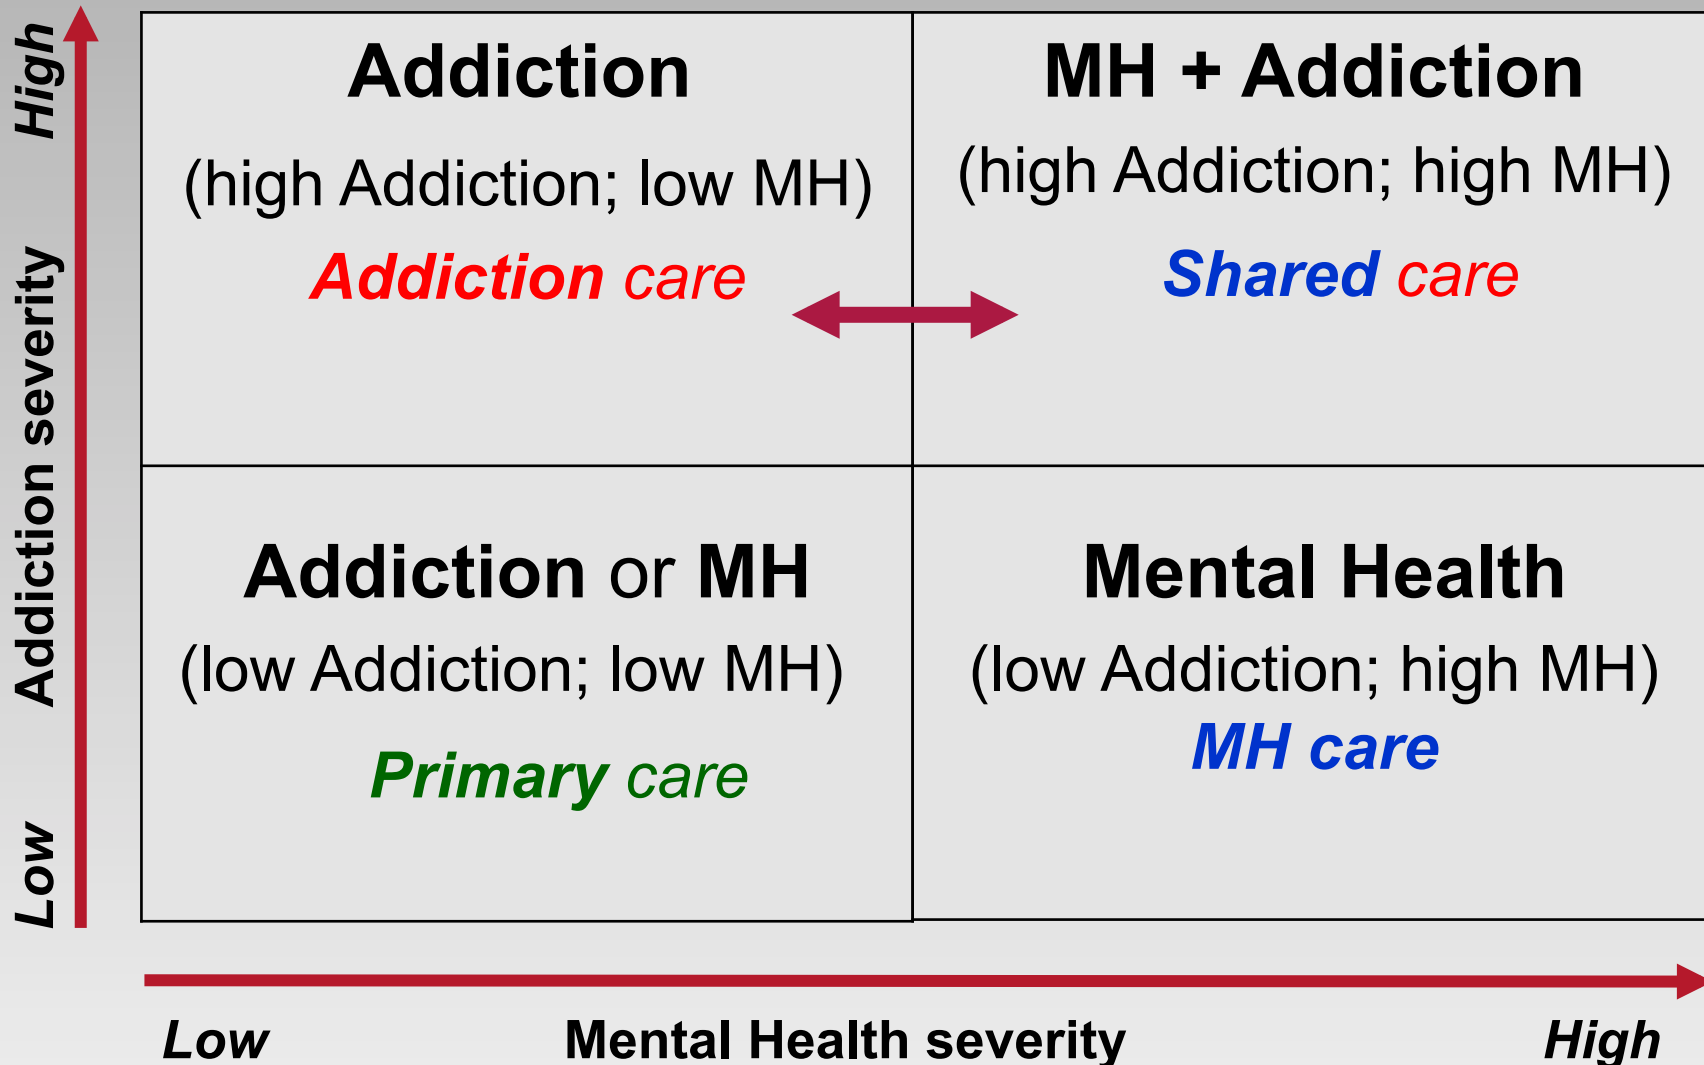 High
Addiction severity
Low
Addiction
(high Addiction; low MH)
Addiction care
MH + Addiction
(high Addiction; high MH)
Shared care
Addiction or MH
(low Addiction; low MH)
Primary care
Mental Health
(low Addiction; high MH)
MH care
Low
Mental Health severity
High